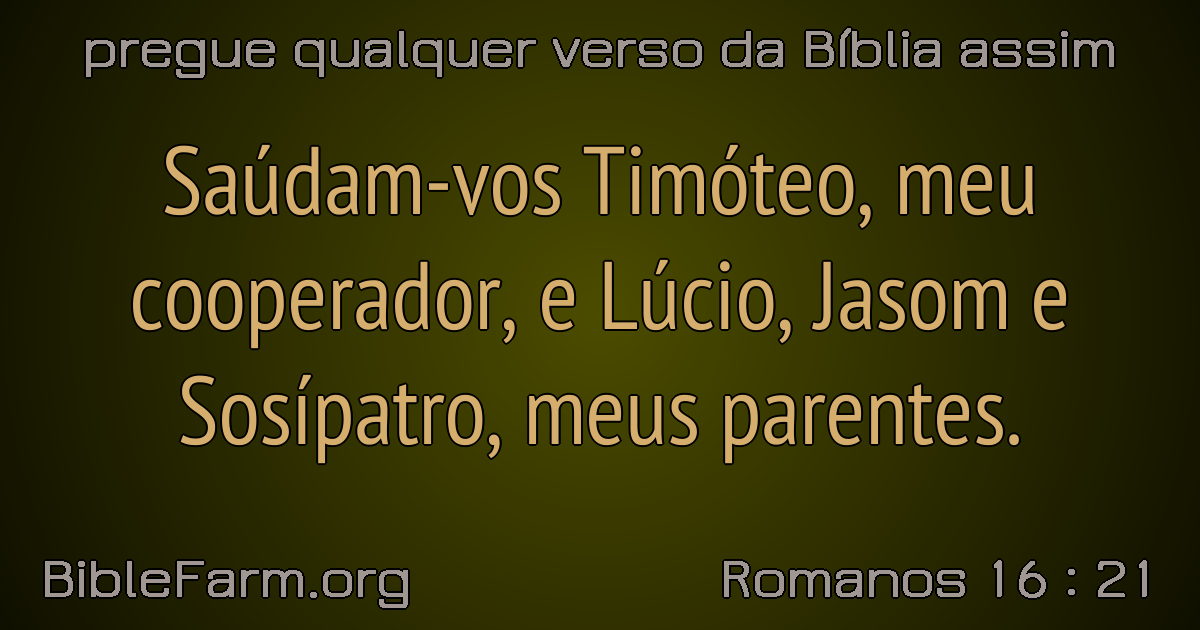 pregue qualquer verso da Bíblia assim
Saúdam-vos Timóteo, meu
cooperador, e Lúcio, Jasom e
Sosípatro, meus parentes.
BibleFarm.org
Romanos 16 : 21